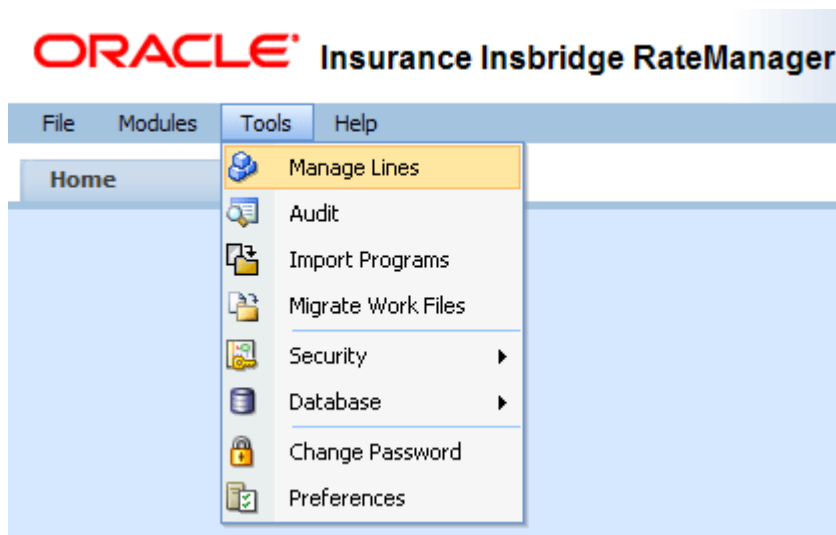 ORACLE Insurance Insbridge RateManager
File Modules Tools Help
Home
Manage Lines
Audit
Import Programs
Migrate Work Files
Security
Database
Change Password
Preferences